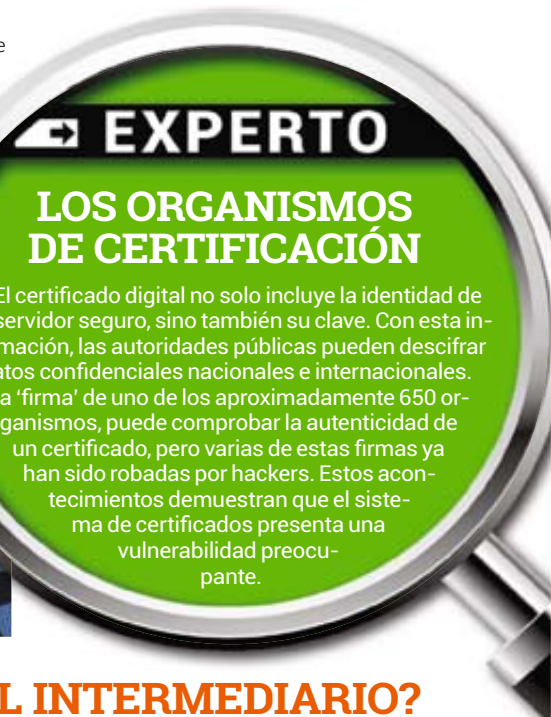 e
EXPERTO
LOS ORGANISMOS
DE CERTIFICACIÓN
El certificado digital no solo incluye la identidad de
servidor seguro, sino también su clave. Con esta in-
mación, las autoridades públicas pueden descifrar
atos confidenciales nacionales e internacionales.
a ‘firma’ de uno de los aproximadamente 650 or-
ganismos, puede comprobar la autenticidad de
un certificado, pero varias de estas firmas ya
han sido robadas por hackers. Estos acon-
tecimientos demuestran que el siste-
ma de certificados presenta una
vulnerabilidad preocu-
pante.
L INTERMEDIARIO?